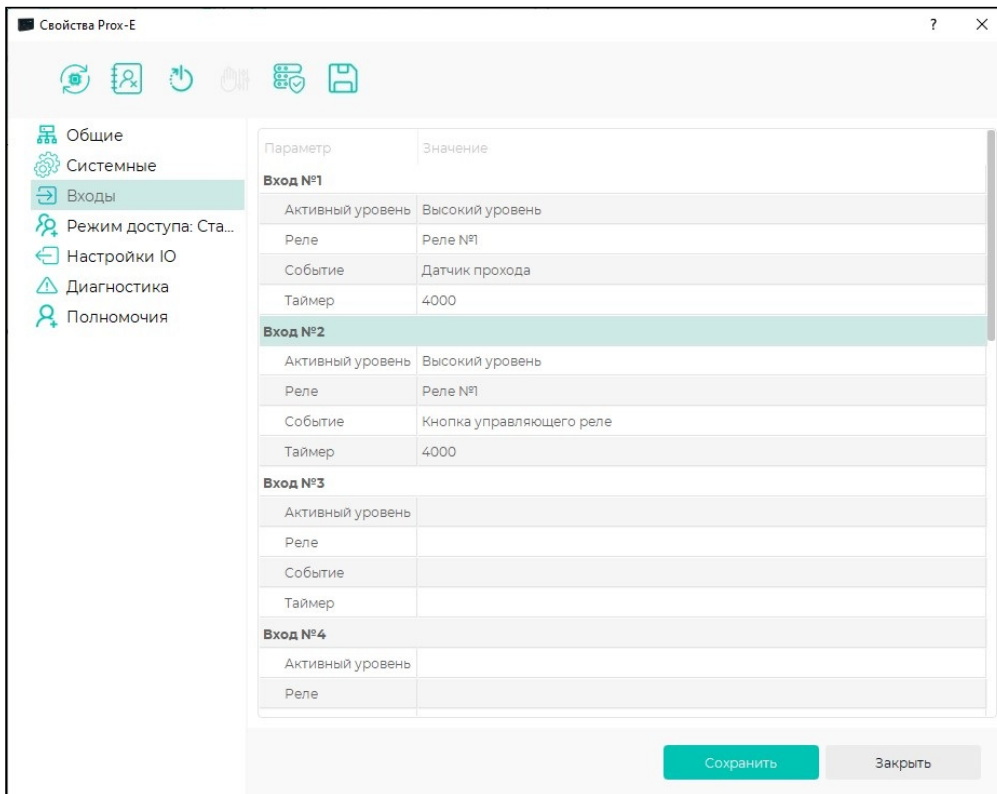 Свойства Prox-E
?
Общие
Системные
Входы
Режим доступа: Ста...
Настройки IO
Диагностика
Полномочия
Параметр Значение
Вход №1
Активный уровень Высокий уровень
Реле Реле №1
Событие Датчик прохода
Таймер 4000
Вход №2
Активный уровень Высокий уровень
Реле Реле №1
Событие Кнопка управляющего реле
Таймер 4000
Вход №3
Активный уровень
Реле
Событие
Таймер
Вход №4
Активный уровень
Реле
Сохранить Закрыть